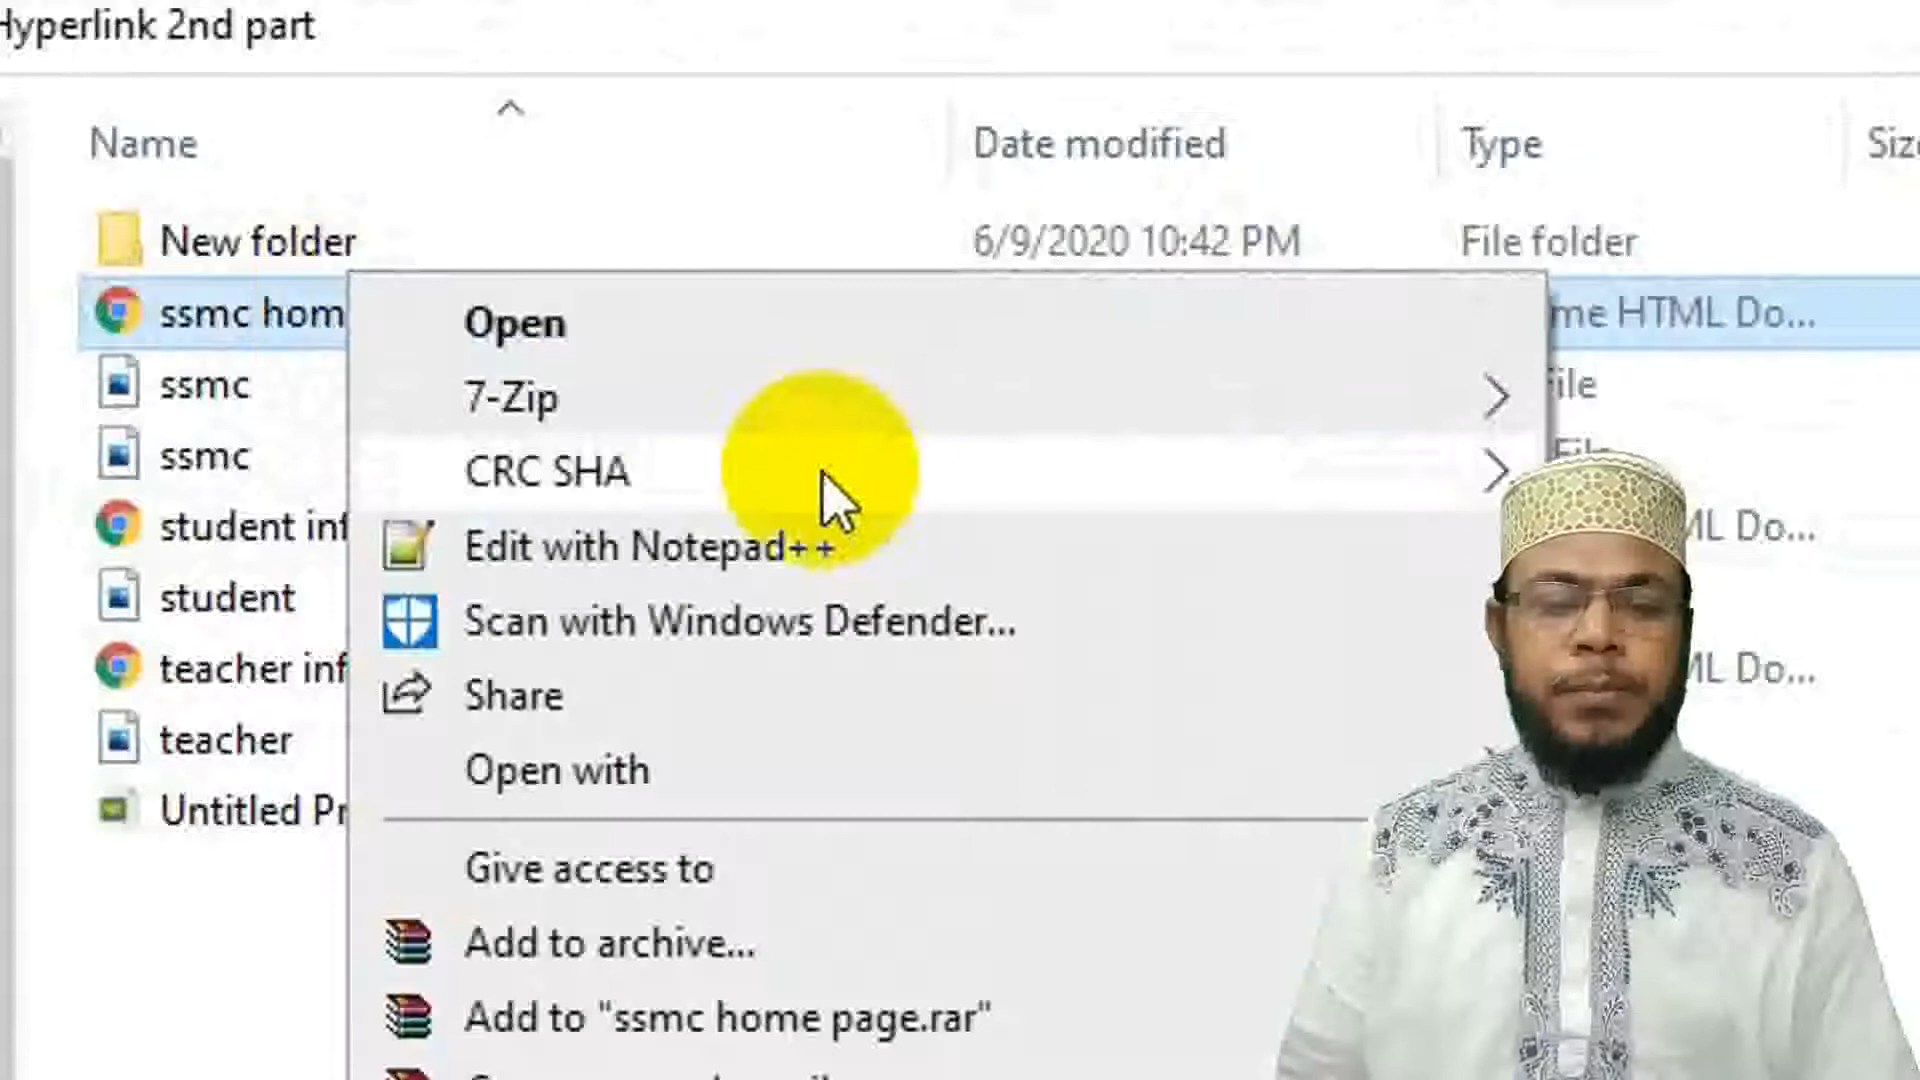 Hyperlink 2nd part
Name Date modified Type
New folder 6/9/2020 10:42 PM File folder
ssmc hom me HTML Do...
Open
ssmc ile
7-Zip
ssmc
CRC SHA
student inf ML Do...
Edit with Notepad++
student
Scan with Windows Defender...
teacher inf ML Do...
Share
teacher
Open with
Untitled Pr
Give access to
Add to archive...
Add to "ssmc home page.rar"